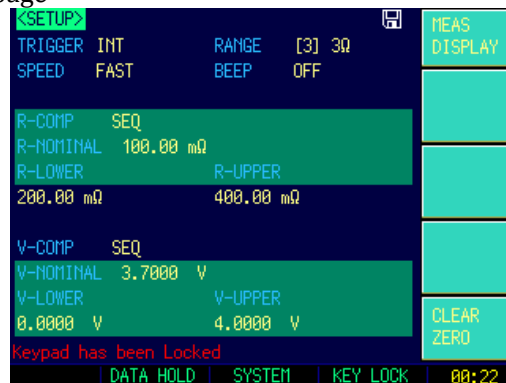 <SETUP>
MEAS DISPLAY
TRIGGER INT RANGE [3] 3Ω
SPEED FAST BEEP OFF
R-COMP SEQ
R-NOMINAL 100.00 mΩ
R-LOWER R-UPPER
200.00 mΩ 400.00 mΩ
V-COMP SEQ
V-NOMINAL 3.7000 V
V-LOWER V-UPPER
0.0000 V 4.0000 V
CLEAR ZERO
Keypad has been Locked
DATA HOLD SYSTEM KEY LOCK 00:22